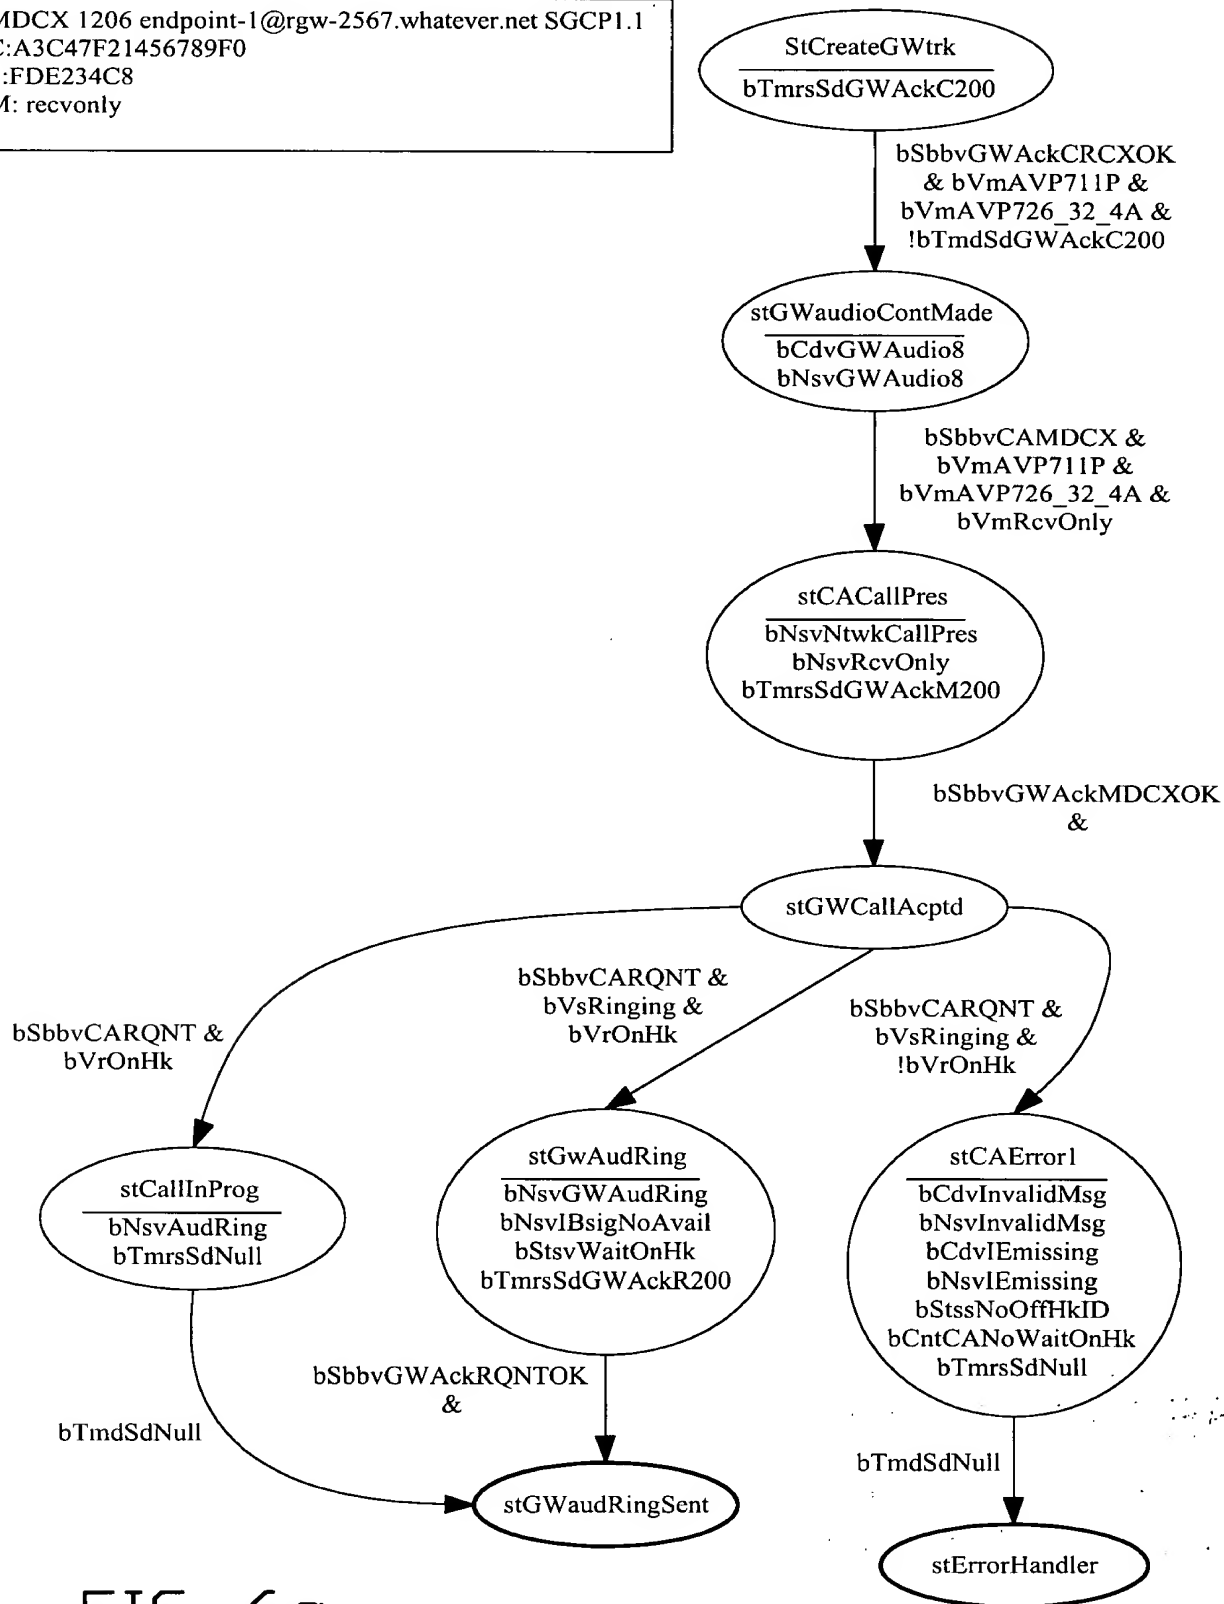 MDCX 1206 endpoint-1@rgw-2567.whatever.net SGCP1.1
C:A3C47F21456789F0
:FDE234C8
M: recvonly
StCreateGWtrk
bTmrsSdGWAckC200
bSbbvGWAckCRCXOK
& bVmAVP711P &
bVmAVP726_32_4A &
!bTmdSdGWAckC200
stGWaudioContMade
bCdvGWAudio8
bNsvGWAudio8
bSbbvCAMDCX &
bVmAVP711P &
bVmAVP726_32_4A &
bVmRcvOnly
stCACallPres
bNsvNtwkCallPres
bNsvRcvOnly
bTmrsSdGWAckM200
bSbbvGWAckMDCXOK
&
stGWCallAcptd
bSbbvCARQNT &
bVrOnHk
bSbbvCARQNT &
bVsRinging &
bVrOnHk
bSbbvCARQNT &
bVsRinging &
!bVrOnHk
stCallInProg
bNsvAudRing
bTmrsSdNull
stGwAudRing
bNsvGWAudRing
bNsvIBsigNoAvail
bStsvWaitOnHk
bTmrsSdGWAckR200
stCAError1
bCdvInvalidMsg
bNsvInvalidMsg
bCdvIEmissing
bNsvIEmissing
bStssNoOffHkID
bCntCANoWaitOnHk
bTmrsSdNull
bTmdSdNull
bSbbvGWAckRQNTOK
&
bTmdSdNull
stGWaudRingSent
stErrorHandler